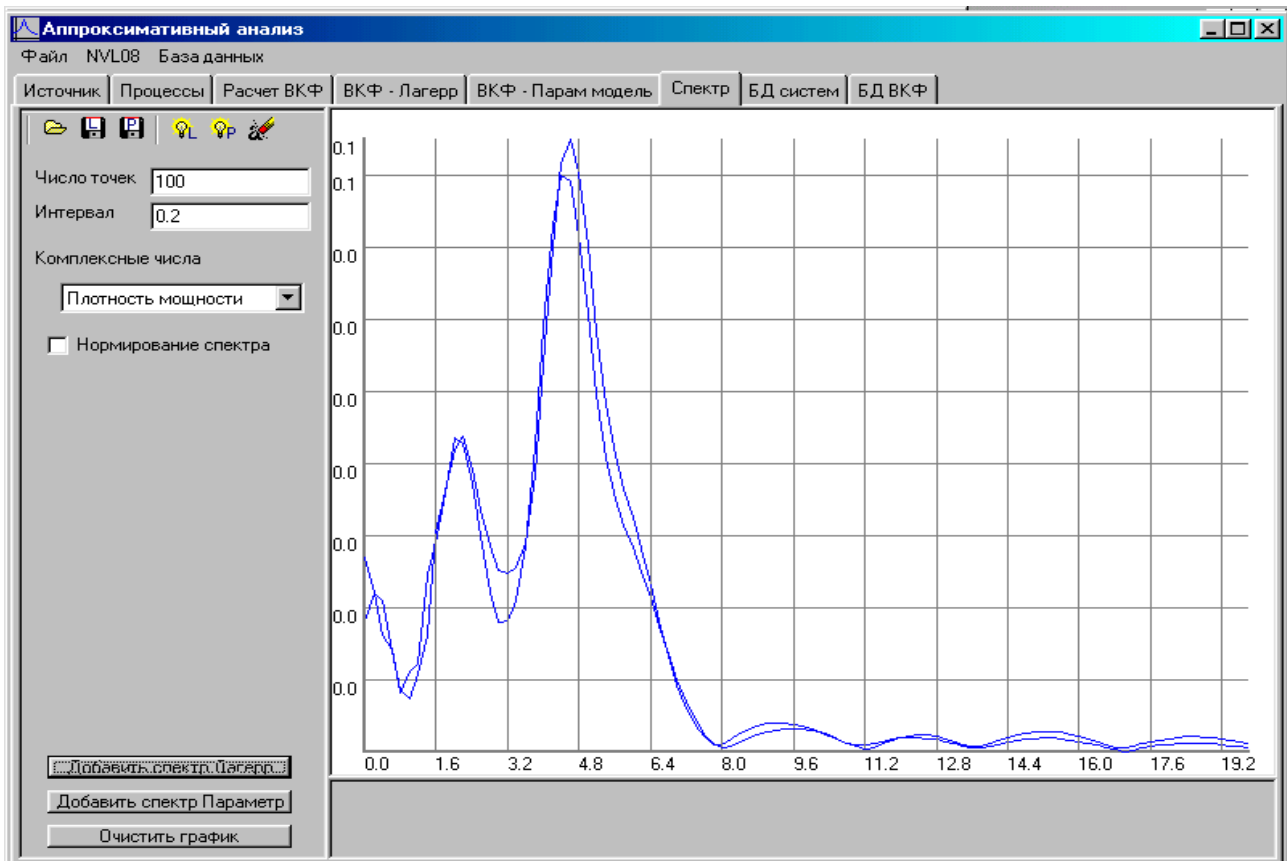 Аппроксимативный анализ
Файл NVL08 База данных
Источник Процессы Расчет ВКФ ВКФ - Лагерр ВКФ - Парам модель Спектр БД систем БД ВКФ
L P L P
Число точек 100
Интервал 0.2
Комплексные числа
Плотность мощности
Нормирование спектра
Добавить спектр Лагерр
Добавить спектр Параметр
Очистить график
0.1
0.1
0.0
0.0
0.0
0.0
0.0
0.0
0.0
0.0 1.6 3.2 4.8 6.4 8.0 9.6 11.2 12.8 14.4 16.0 17.6 19.2